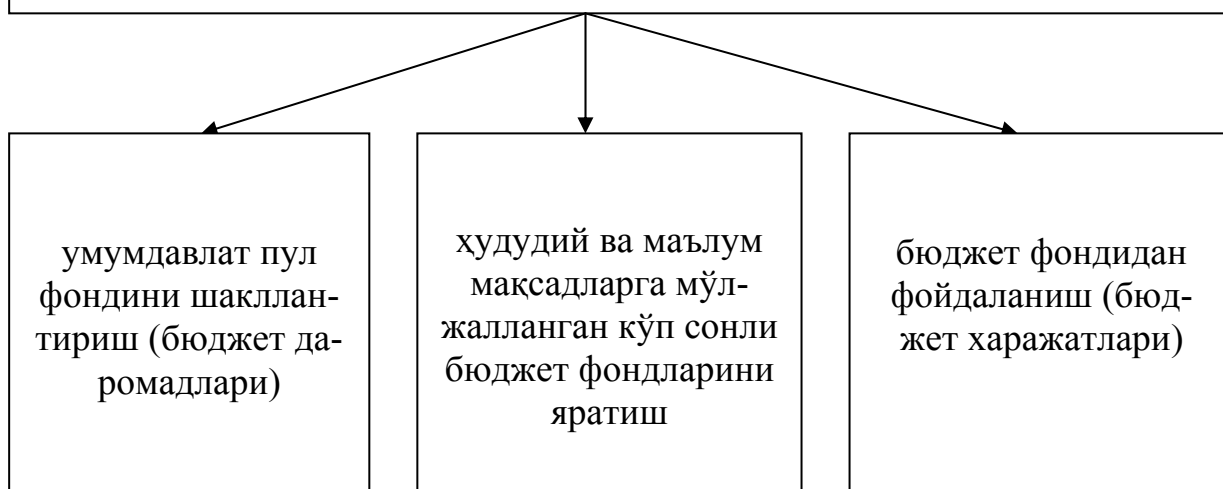 умумдавлат пул
фондини шакллан-
тириш (бюджет да-
ромадлари)
ҳудудий ва маълум
мақсадларга мўл-
жалланган кўп сонли
бюджет фондларини
яратиш
бюджет фондидан
фойдаланиш (бюд-
жет харажатлари)